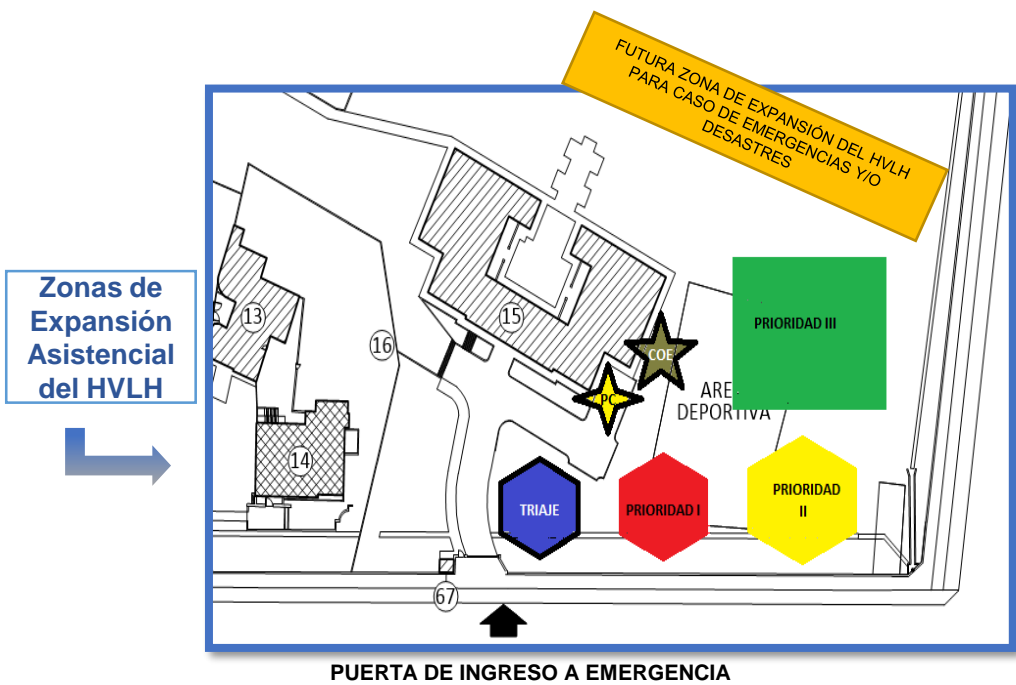 FUTURA ZONA DE EXPANSIÓN DEL HVLH
PARA CASO DE EMERGENCIAS Y/O
DESASTRES
Zonas de
Expansión
Asistencial
del HVLH
13
14
16
15
COE
PC
ARE
DEPORTIVA
PRIORIDAD III
TRIAJE
PRIORIDAD I
PRIORIDAD
II
67
PUERTA DE INGRESO A EMERGENCIA